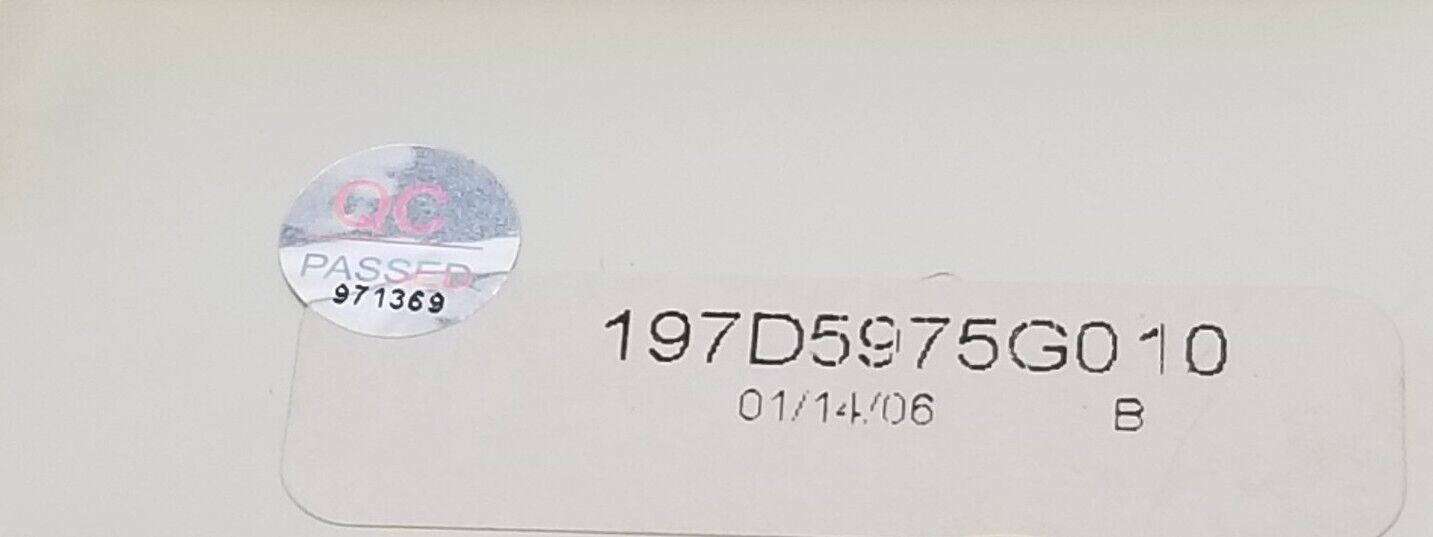 QC
PASSED
971369
197D5975G010
01/14/06 B